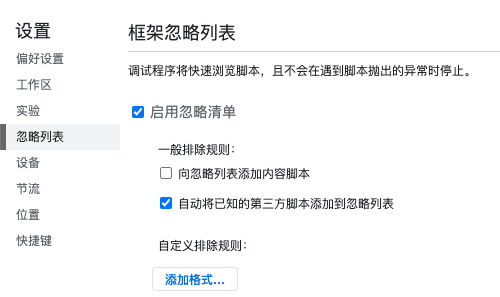 设置
偏好设置
工作区
实验
忽略列表
设备
节流
位置
快捷键
框架忽略列表
调试程序将快速浏览脚本，且不会在遇到脚本抛出的异常时停止。
启用忽略清单
一般排除规则：
向忽略列表添加内容脚本
自动将已知的第三方脚本添加到忽略列表
自定义排除规则：
添加格式...